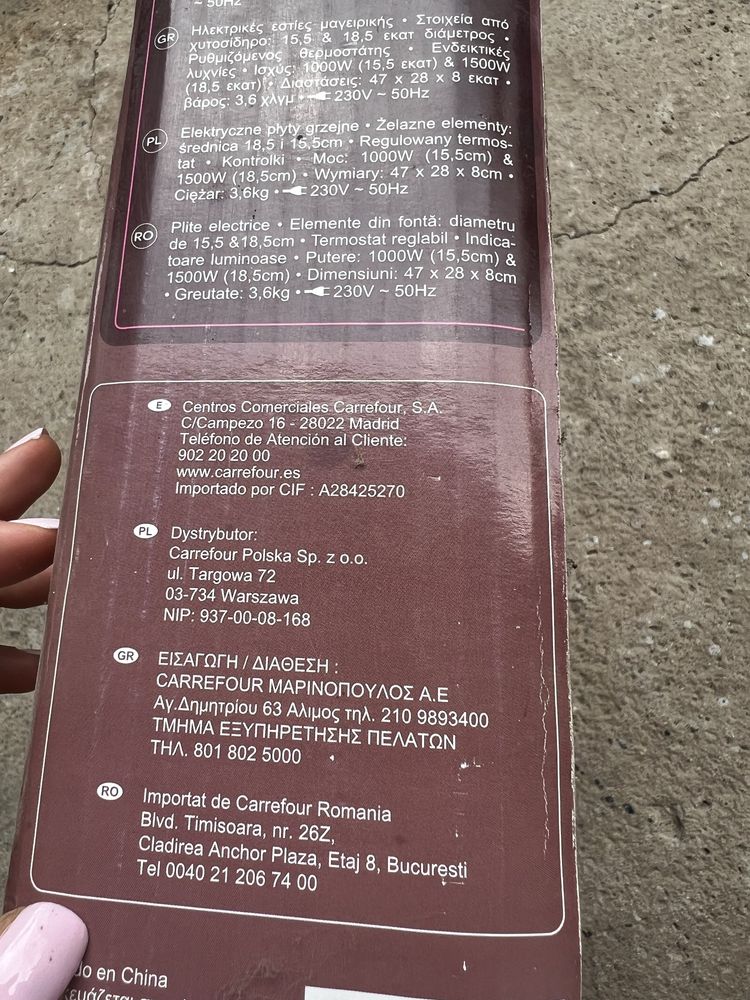 ~ 50Hz
GR Ηλεκτρικές εστίες μαγειρικής • Στοιχεία από
χυτοσίδηρο: 15,5 & 18,5 εκατ διάμετρος •
Ρυθμιζόμενος θερμοστάτης • Ενδεικτικές
λυχνίες • Ισχύς: 1000W (15,5 εκατ) & 1500W
(18,5 εκατ) • Διαστάσεις: 47 x 28 x 8 εκατ •
βάρος: 3,6 χλγμ • 230V ~ 50Hz
PL Elektryczne płyty grzejne • Żelazne elementy:
średnica 18,5 i 15,5cm • Regulowany termos-
tat • Kontrolki • Moc: 1000W (15,5cm) &
1500W (18,5cm) • Wymiary: 47 x 28 x 8cm •
Ciężar: 3,6kg • 230V ~ 50Hz
RO Plite electrice • Elemente din fontă: diametru
de 15,5 &18,5cm • Termostat reglabil • Indica-
toare luminoase • Putere: 1000W (15,5cm) &
1500W (18,5cm) • Dimensiuni: 47 x 28 x 8cm
• Greutate: 3,6kg • 230V ~ 50Hz
E Centros Comerciales Carrefour, S.A.
C/Campezo 16 - 28022 Madrid
Teléfono de Atención al Cliente:
902 20 20 00
www.carrefour.es
Importado por CIF : A28425270
PL Dystrybutor:
Carrefour Polska Sp. z o.o.
ul. Targowa 72
03-734 Warszawa
NIP: 937-00-08-168
GR ΕΙΣΑΓΩΓΗ / ΔΙΑΘΕΣΗ :
CARREFOUR ΜΑΡΙΝΟΠΟΥΛΟΣ Α.Ε
Αγ.Δημητρίου 63 Αλιμος τηλ. 210 9893400
ΤΜΗΜΑ ΕΞΥΠΗΡΕΤΗΣΗΣ ΠΕΛΑΤΩΝ
ΤΗΛ. 801 802 5000
RO Importat de Carrefour Romania
Blvd. Timisoara, nr. 26Z,
Cladirea Anchor Plaza, Etaj 8, Bucureşti
Tel 0040 21 206 74 00
en China